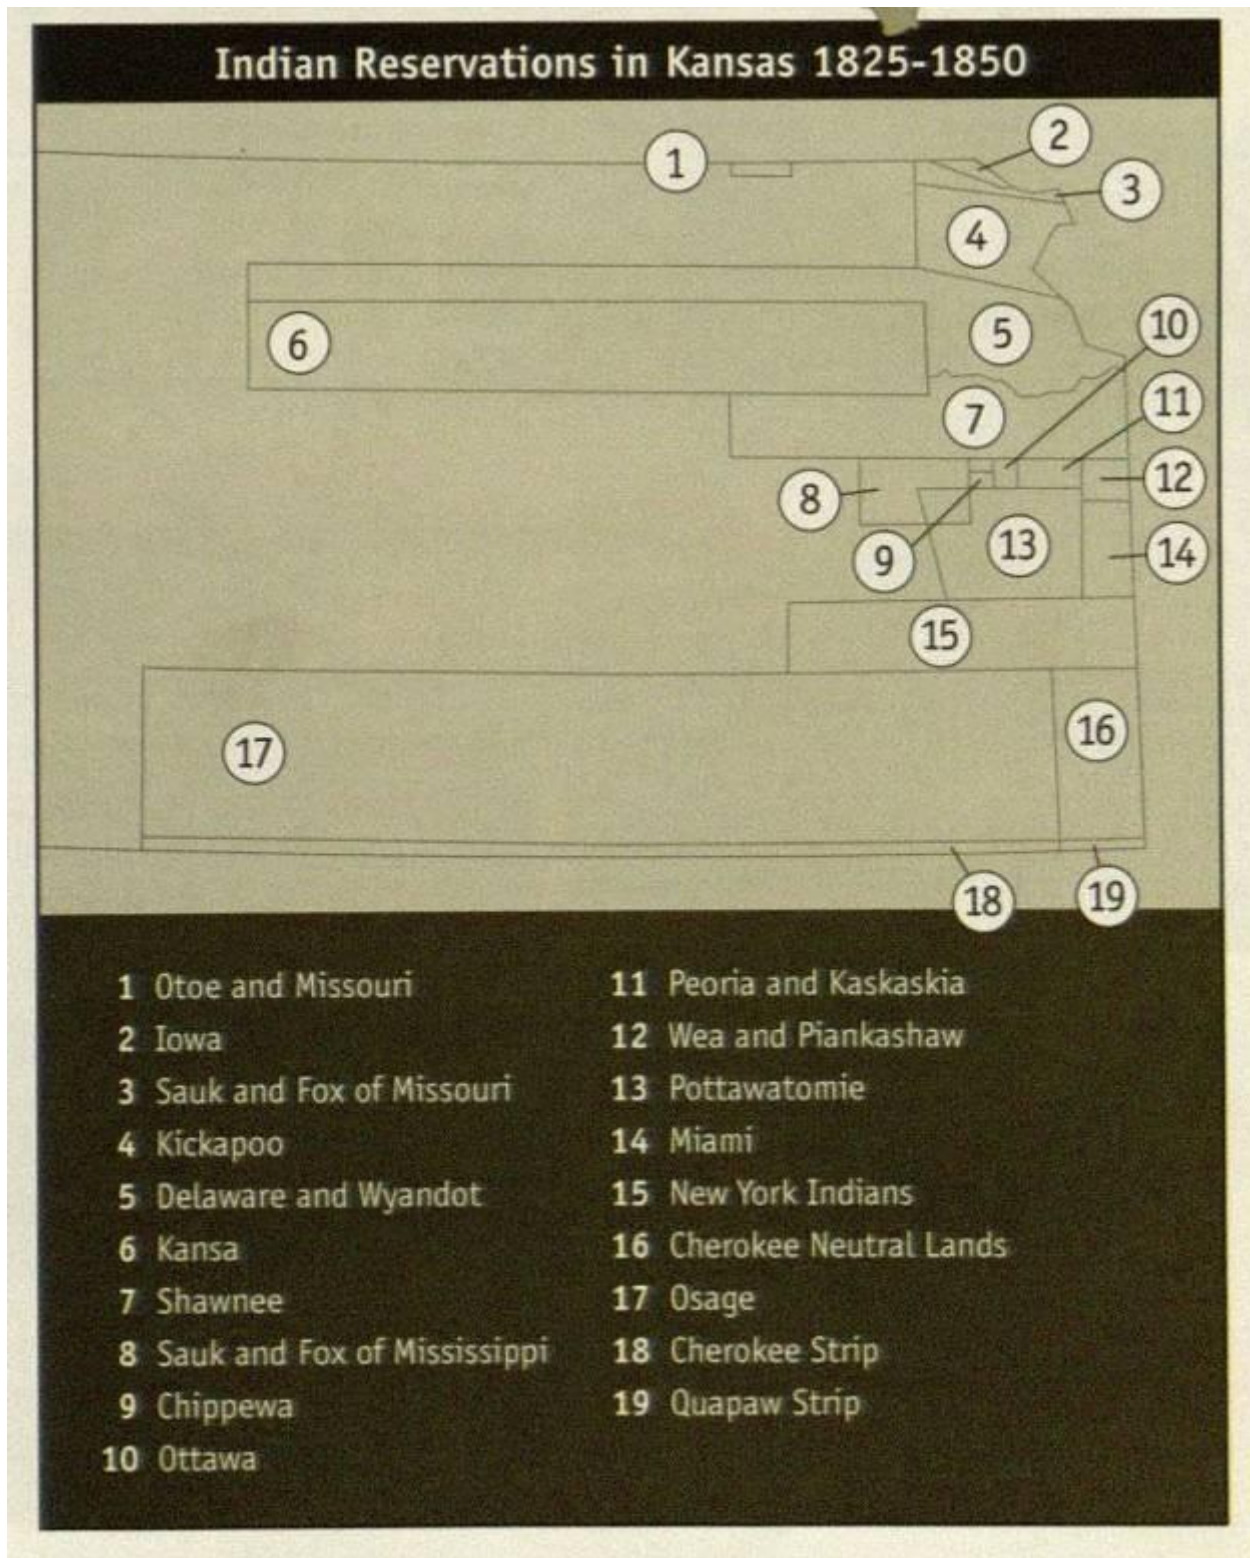 Indian Reservations in Kansas 1825-1850
1
2
3
4
5
6
7
8
9
10
11
12
13
14
15
16
17
18
19
1 Otoe and Missouri
2 Iowa
3 Sauk and Fox of Missouri
4 Kickapoo
5 Delaware and Wyandot
6 Kansa
7 Shawnee
8 Sauk and Fox of Mississippi
9 Chippewa
10 Ottawa
11 Peoria and Kaskaskia
12 Wea and Piankashaw
13 Pottawatomie
14 Miami
15 New York Indians
16 Cherokee Neutral Lands
17 Osage
18 Cherokee Strip
19 Quapaw Strip